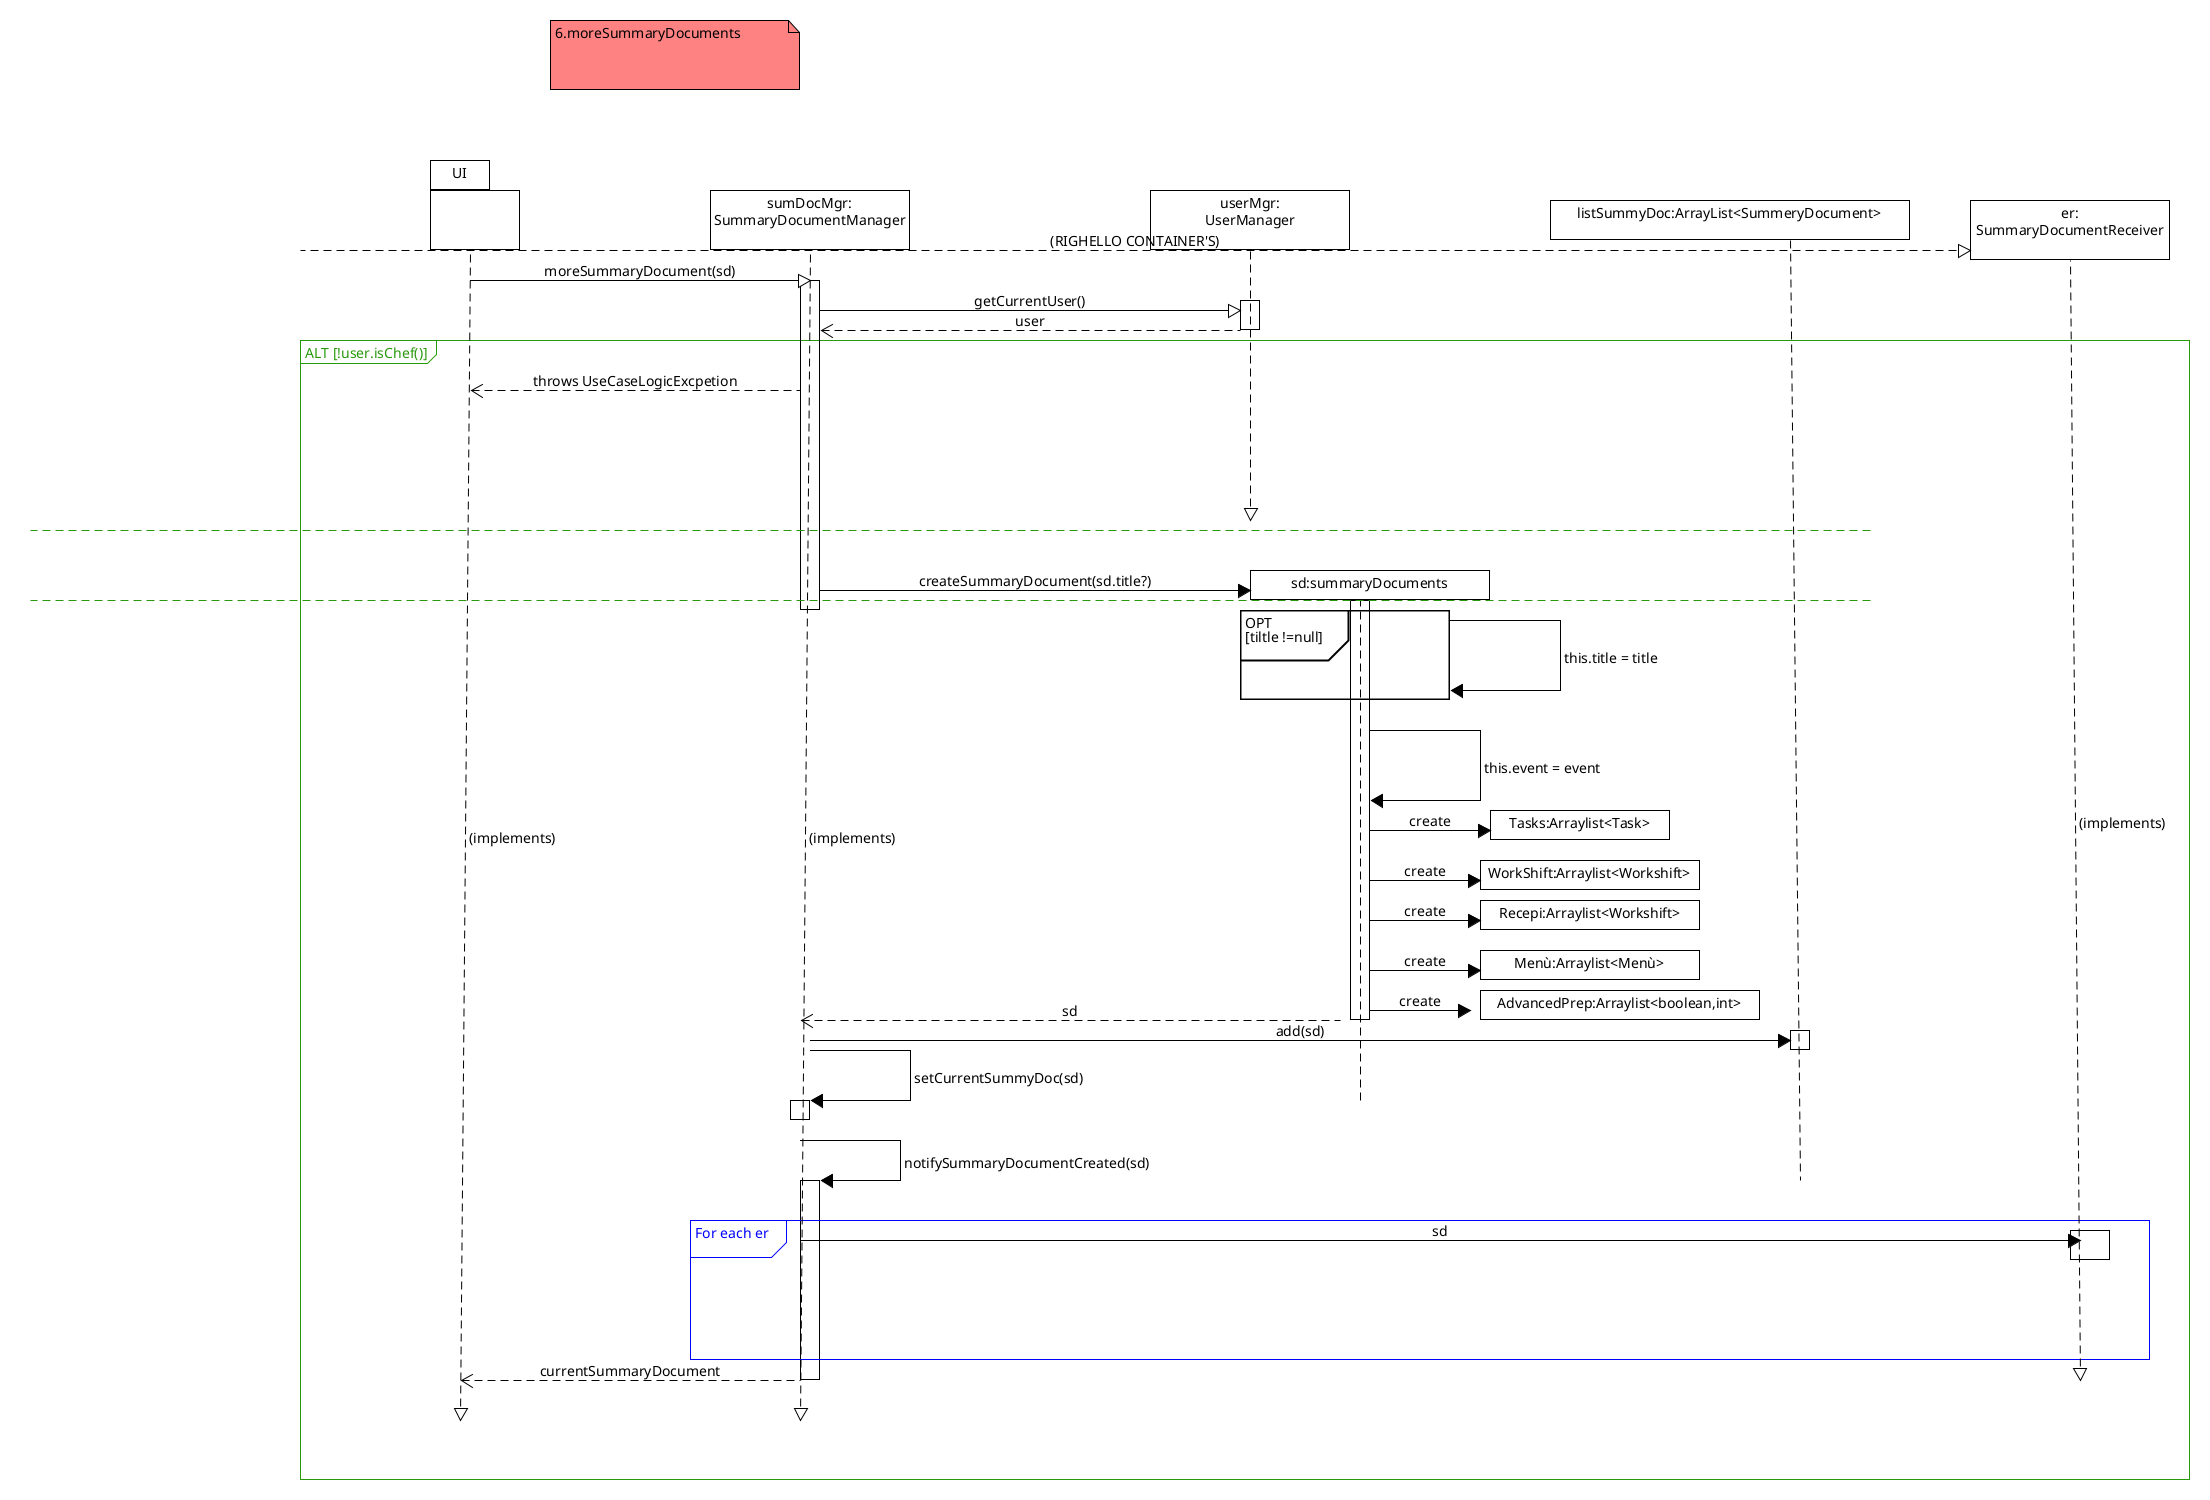 6.moreSummaryDocuments
UI
sumDocMgr:
SummaryDocumentManager
userMgr:
UserManager
listSummyDoc:ArrayList<SummeryDocument>
er:
SummaryDocumentReceiver
(RIGHELLO CONTAINER'S)
moreSummaryDocument(sd)
getCurrentUser()
user
ALT [!user.isChef()]
throws UseCaseLogicExcpetion
createSummaryDocument(sd.title?)
sd:summaryDocuments
OPT
[tiltle !=null]
this.title = title
this.event = event
create
Tasks:Arraylist<Task>
(implements)
(implements)
(implements)
create
WorkShift:Arraylist<Workshift>
create
Recepi:Arraylist<Workshift>
create
Menù:Arraylist<Menù>
create
AdvancedPrep:Arraylist<boolean,int>
sd
add(sd)
setCurrentSummyDoc(sd)
notifySummaryDocumentCreated(sd)
For each er
sd
currentSummaryDocument